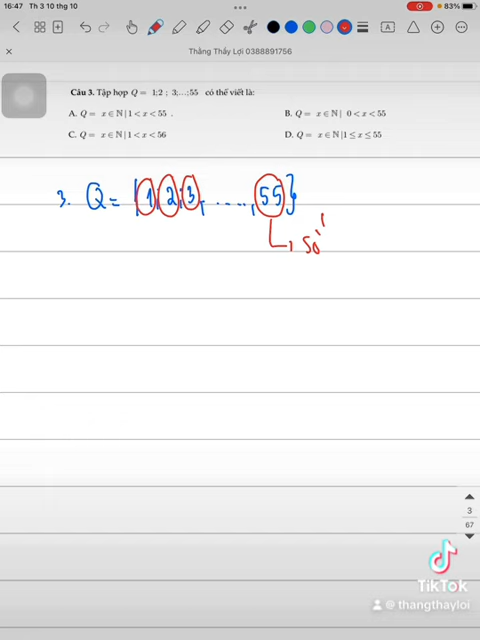 16:47 Th 3 10 thg 10
83%
Thằng Thầy Lợi 0388891756
Câu 3. Tập hợp Q = 1;2 ; 3;...;55 có thể viết là:
A. Q = x ∈ ℕ | 1 < x < 55 .
B. Q = x ∈ ℕ | 0 < x < 55
C. Q = x ∈ ℕ | 1 < x < 56
D. Q = x ∈ ℕ | 1 ≤ x ≤ 55
3. Q = {1, 2, 3, ...., 55}
3
67
TikTok
@thangthayloi